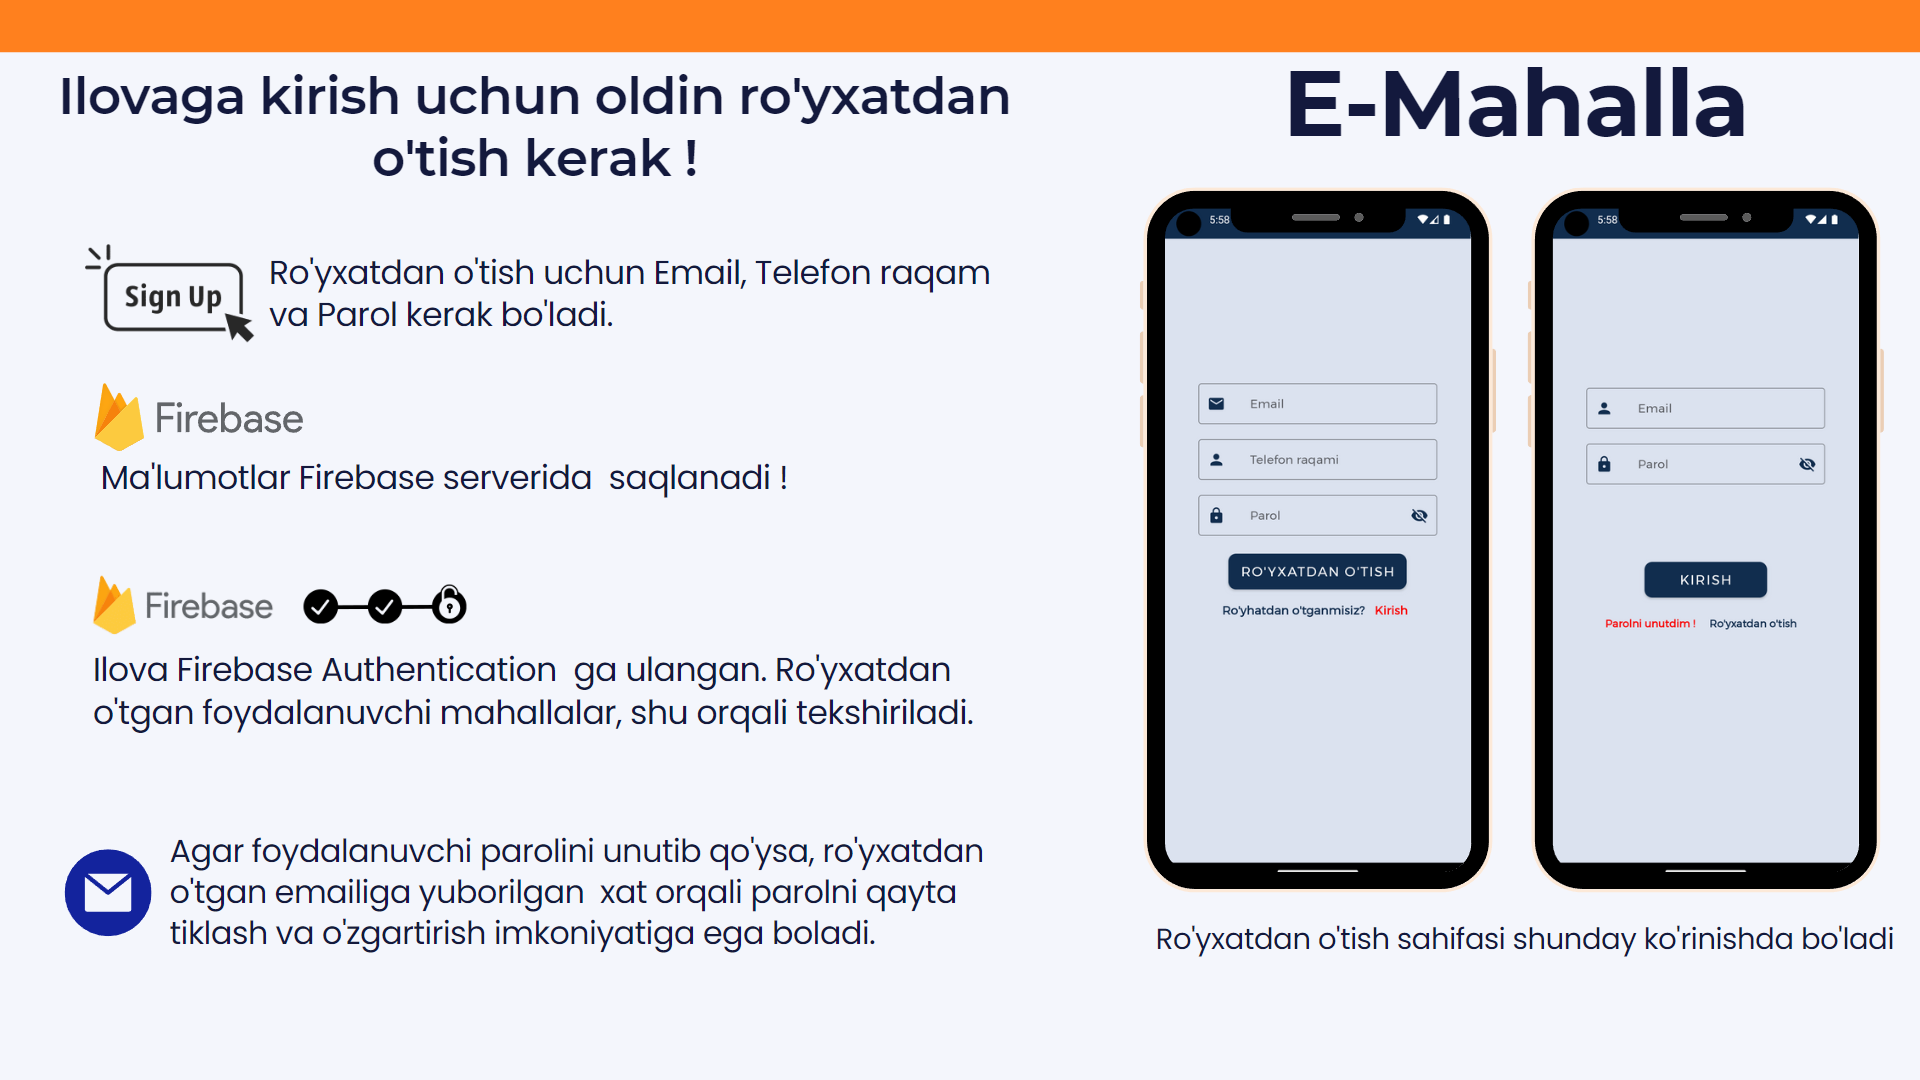 Ilovaga kirish uchun oldin ro'yxatdan
o'tish kerak !
Sign Up
Ro'yxatdan o'tish uchun Email, Telefon raqam
va Parol kerak bo'ladi.
Firebase
Ma'lumotlar Firebase serverida  saqlanadi !
Firebase
Ilova Firebase Authentication  ga ulangan. Ro'yxatdan
o'tgan foydalanuvchi mahallalar, shu orqali tekshiriladi.
Agar foydalanuvchi parolini unutib qo'ysa, ro'yxatdan
o'tgan emailiga yuborilgan  xat orqali parolni qayta
tiklash va o'zgartirish imkoniyatiga ega boladi.
E-Mahalla
5:58
Email
Telefon raqami
Parol
RO'YXATDAN O'TISH
Ro'yhatdan o'tganmisiz? Kirish
5:58
Email
Parol
KIRISH
Parolni unutdim ! Ro'yxatdan o'tish
Ro'yxatdan o'tish sahifasi shunday ko'rinishda bo'ladi